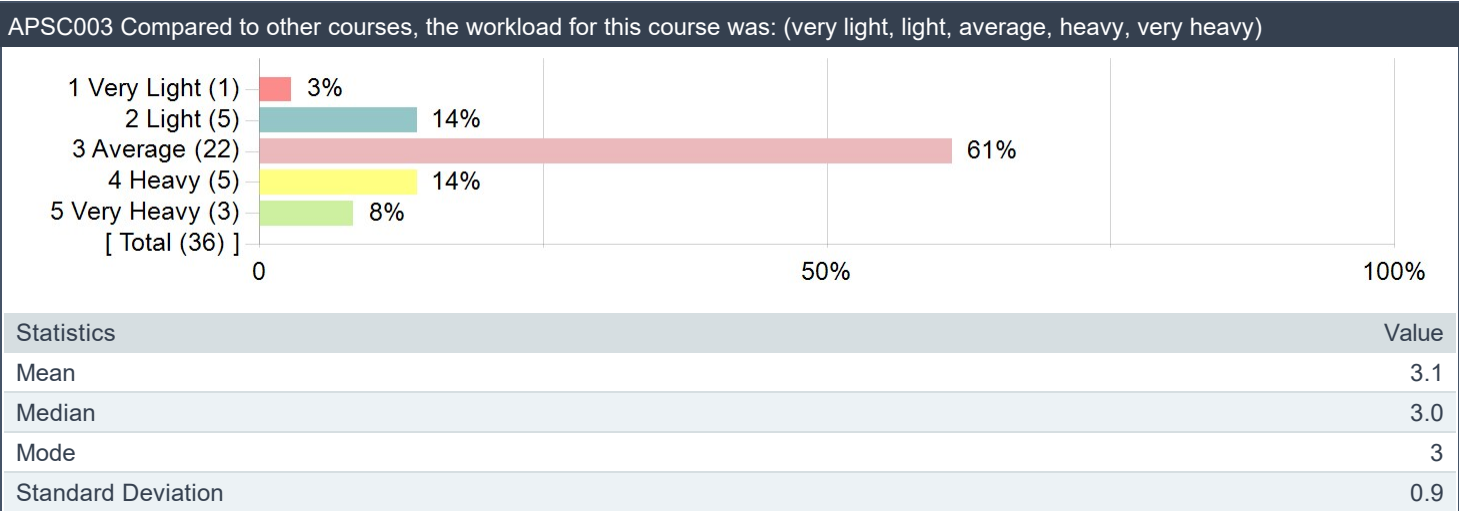 APSC003 Compared to other courses, the workload for this course was: (very light, light, average, heavy, very heavy)
1 Very Light (1) 3%
2 Light (5) 14%
3 Average (22) 61%
4 Heavy (5) 14%
5 Very Heavy (3) 8%
[ Total (36) ]
0 50% 100%
Statistics Value
Mean 3.1
Median 3.0
Mode 3
Standard Deviation 0.9